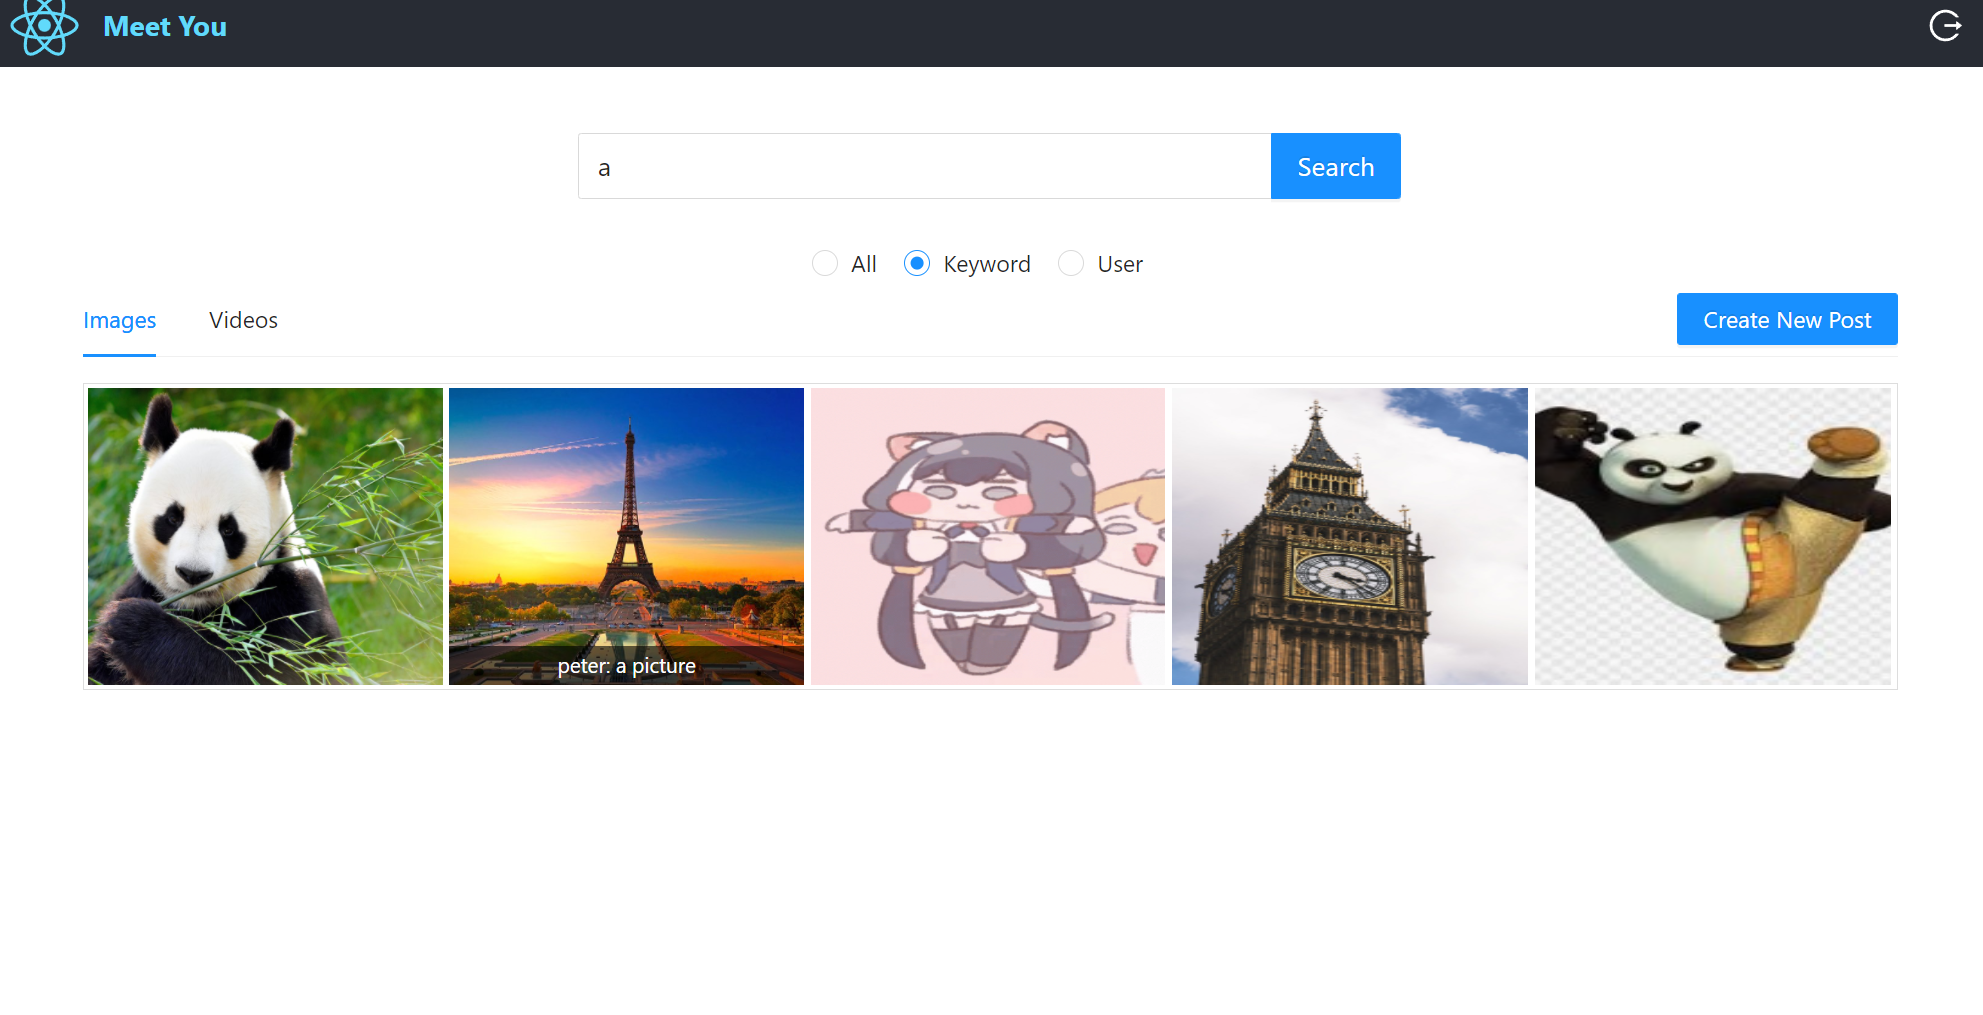 Meet You
a
Search
All
Keyword
User
Images
Videos
Create New Post
peter: a picture